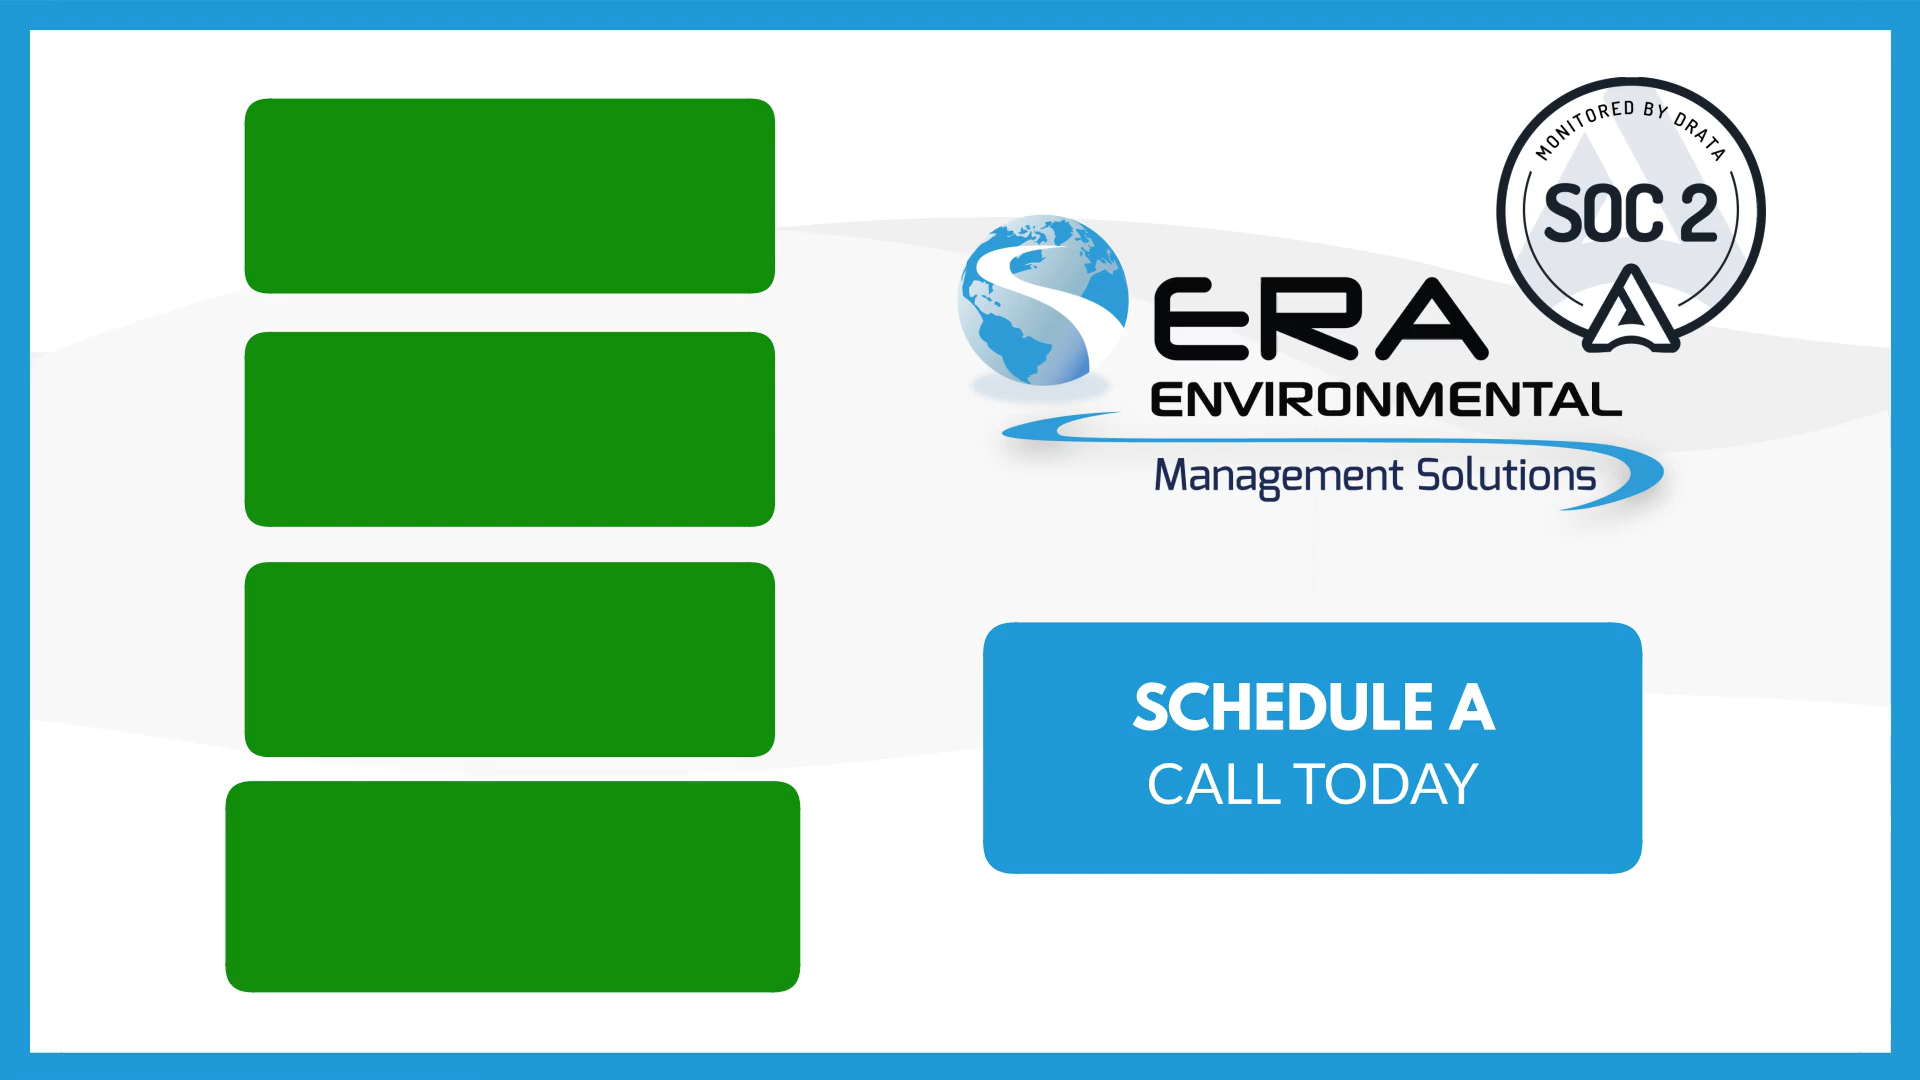 MONITORED BY DRATA
SOC 2
ERA
ENVIRONMENTAL
Management Solutions
SCHEDULE A
CALL TODAY